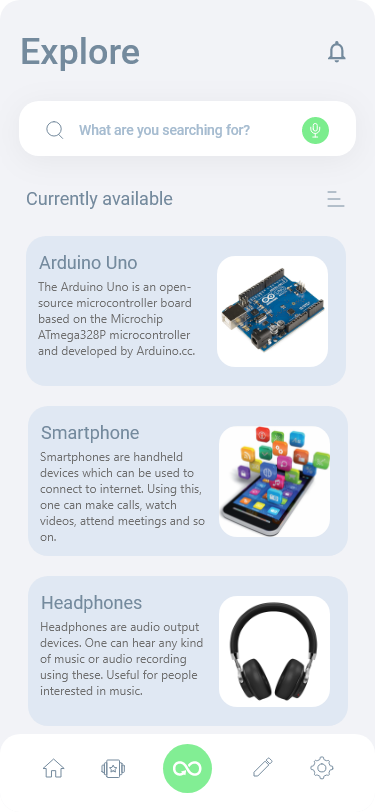 Explore
What are you searching for?
Currently available
Arduino Uno
The Arduino Uno is an open-
source microcontroller board
based on the Microchip
ATmega328P microcontroller
and developed by Arduino.cc.
Smartphone
Smartphones are handheld
devices which can be used to
connect to internet. Using this,
one can make calls, watch
videos, attend meetings and so
on.
Headphones
Headphones are audio output
devices. One can hear any kind
of music or audio recording
using these. Useful for people
interested in music.